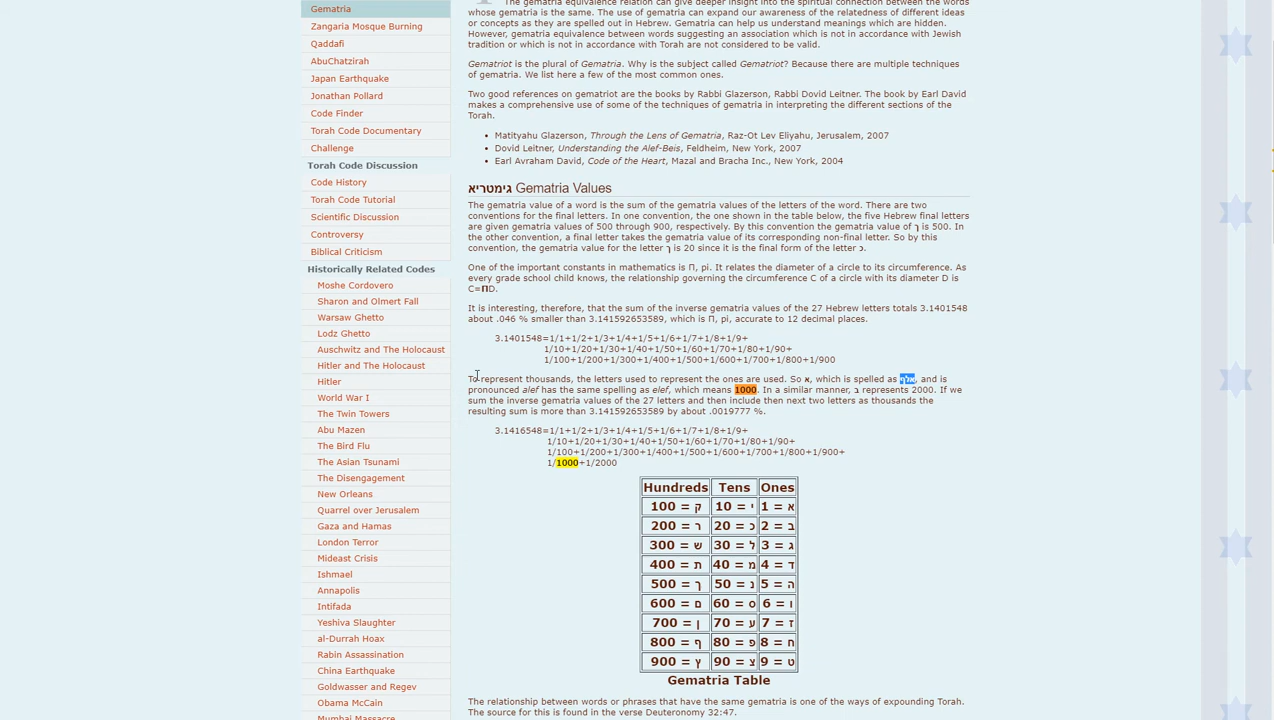 Gematria
Zangaria Mosque Burning
Qaddafi
AbuChatzirah
Japan Earthquake
Jonathan Pollard
Code Finder
Torah Code Documentary
Challenge
Torah Code Discussion
Code History
Torah Code Tutorial
Scientific Discussion
Controversy
Biblical Criticism
Historically Related Codes
Moshe Cordovero
Sharon and Olmert Fall
Warsaw Ghetto
Lodz Ghetto
Auschwitz and The Holocaust
Hitler and The Holocaust
Hitler
World War I
The Twin Towers
Abu Mazen
The Bird Flu
The Asian Tsunami
The Disengagement
New Orleans
Quarrel over Jerusalem
Gaza and Hamas
London Terror
Mideast Crisis
Ishmael
Annapolis
Intifada
Yeshiva Slaughter
al-Durrah Hoax
Rabin Assassination
China Earthquake
Goldwasser and Regev
Obama McCain
Mumbai Massacre
The gematria equivalence relation can give deeper insight into the spiritual connection between the words
whose gematria is the same. The use of gematria can expand our awareness of the relatedness of different ideas
or concepts as they are spelled out in Hebrew. Gematria can help us understand meanings which are hidden.
However, gematria equivalence between words suggesting an association which is not in accordance with Jewish
tradition or which is not in accordance with Torah are not considered to be valid.
Gematriot is the plural of Gematria. Why is the subject called Gematriot? Because there are multiple techniques
of gematria. We list here a few of the most common ones.
Two good references on gematriot are the books by Rabbi Glazerson, Rabbi Dovid Leitner. The book by Earl David
makes a comprehensive use of some of the techniques of gematria in interpreting the different sections of the
Torah.
• Matityahu Glazerson, Through the Lens of Gematria, Raz-Ot Lev Eliyahu, Jerusalem, 2007
• Dovid Leitner, Understanding the Alef-Beis, Feldheim, New York, 2007
• Earl Avraham David, Code of the Heart, Mazal and Bracha Inc., New York, 2004
גימטריא Gematria Values
The gematria value of a word is the sum of the gematria values of the letters of the word. There are two
conventions for the final letters. In one convention, the one shown in the table below, the five Hebrew final letters
are given gematria values of 500 through 900, respectively. By this convention the gematria value of ך is 500. In
the other convention, a final letter takes the gematria value of its corresponding non-final letter. So by this
convention, the gematria value for the letter ך is 20 since it is the final form of the letter כ.
One of the important constants in mathematics is Π, pi. It relates the diameter of a circle to its circumference. As
every grade school child knows, the relationship governing the circumference C of a circle with its diameter D is
C=ΠD.
It is interesting, therefore, that the sum of the inverse gematria values of the 27 Hebrew letters totals 3.1401548
about .046 % smaller than 3.141592653589, which is Π, pi, accurate to 12 decimal places.
3.1401548=1/1+1/2+1/3+1/4+1/5+1/6+1/7+1/8+1/9+
1/10+1/20+1/30+1/40+1/50+1/60+1/70+1/80+1/90+
1/100+1/200+1/300+1/400+1/500+1/600+1/700+1/800+1/900
To represent thousands, the letters used to represent the ones are used. So א, which is spelled as אלף, and is
pronounced alef has the same spelling as elef, which means 1000. In a similar manner, ב represents 2000. If we
sum the inverse gematria values of the 27 letters and then include then next two letters as thousands the
resulting sum is more than 3.141592653589 by about .0019777 %.
3.1416548=1/1+1/2+1/3+1/4+1/5+1/6+1/7+1/8+1/9+
1/10+1/20+1/30+1/40+1/50+1/60+1/70+1/80+1/90+
1/100+1/200+1/300+1/400+1/500+1/600+1/700+1/800+1/900+
1/1000+1/2000
Hundreds Tens Ones
100 = ק 10 = י 1 = א
200 = ר 20 = כ 2 = ב
300 = ש 30 = ל 3 = ג
400 = ת 40 = מ 4 = ד
500 = ך 50 = נ 5 = ה
600 = ם 60 = ס 6 = ו
700 = ן 70 = ע 7 = ז
800 = ף 80 = פ 8 = ח
900 = ץ 90 = צ 9 = ט
Gematria Table
The relationship between words or phrases that have the same gematria is one of the ways of expounding Torah.
The source for this is found in the verse Deuteronomy 32:47.